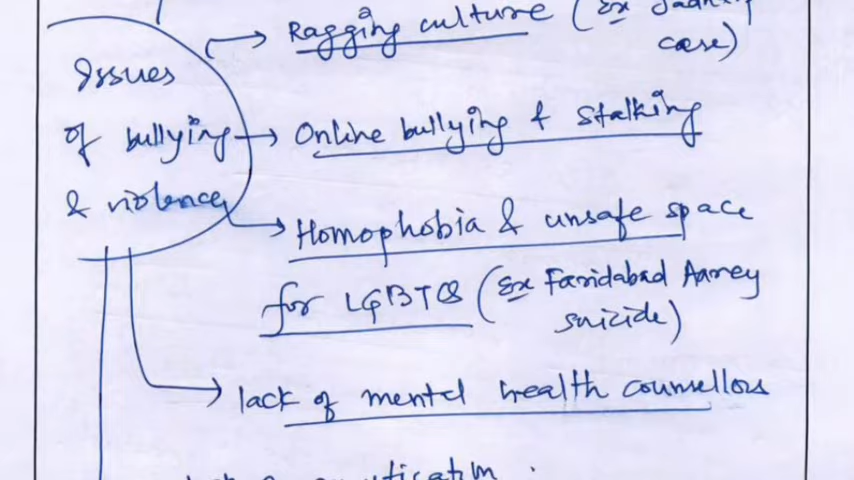 Ragging culture (Ex
case)
Issues
of bullying
& violence
Online bullying & stalking
Homophobia & unsafe space
for LGBTQ (Ex Faridabad
suicide)
lack of mental health counsellors